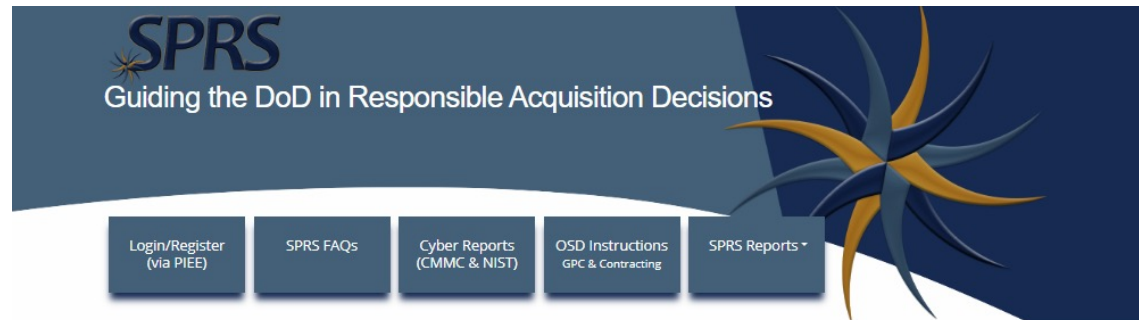 SPRS
Guiding the DoD in Responsible Acquisition Decisions
Login/Register
(via PIEE)
SPRS FAQs
Cyber Reports
(CMMC & NIST)
OSD Instructions
GPC & Contracting
SPRS Reports